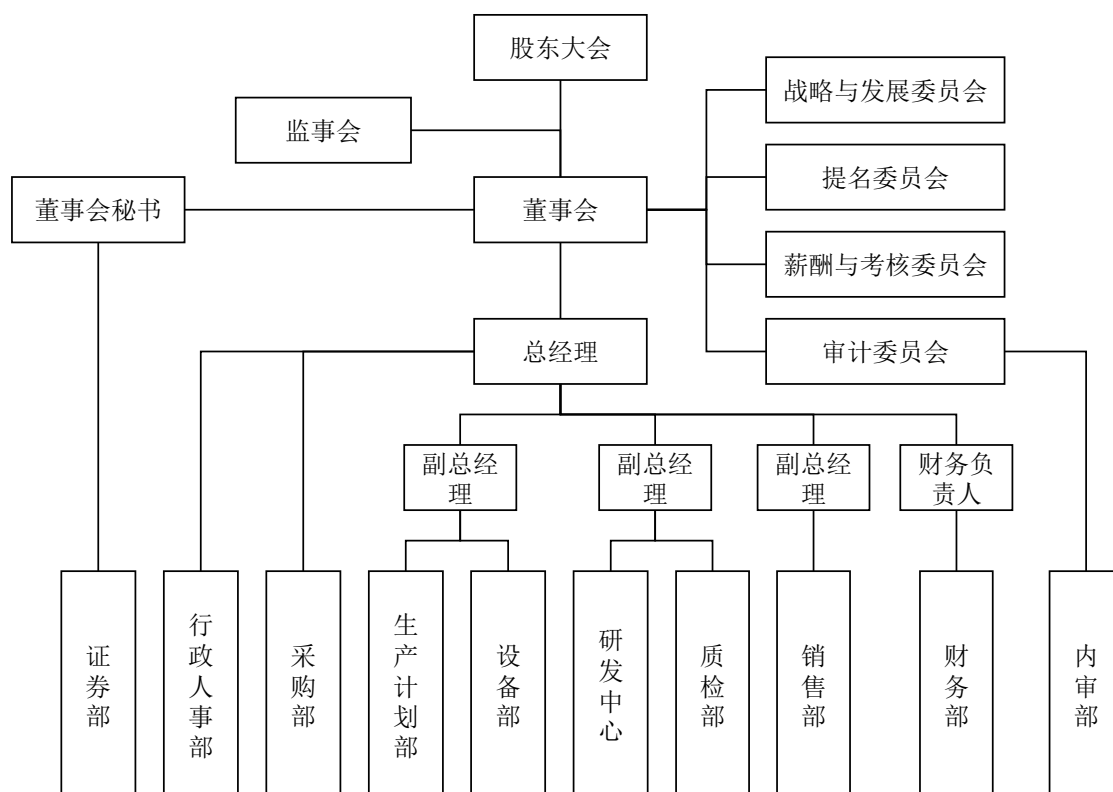 股东大会
战略与发展委员会
监事会
提名委员会
董事会秘书
董事会
薪酬与考核委员会
总经理
审计委员会
副总经
理
副总经
理
副总经
理
财务负
责人
证券部
行政人事部
采购部
生产计划部
设备部
研发中心
质检部
销售部
财务部
内审部